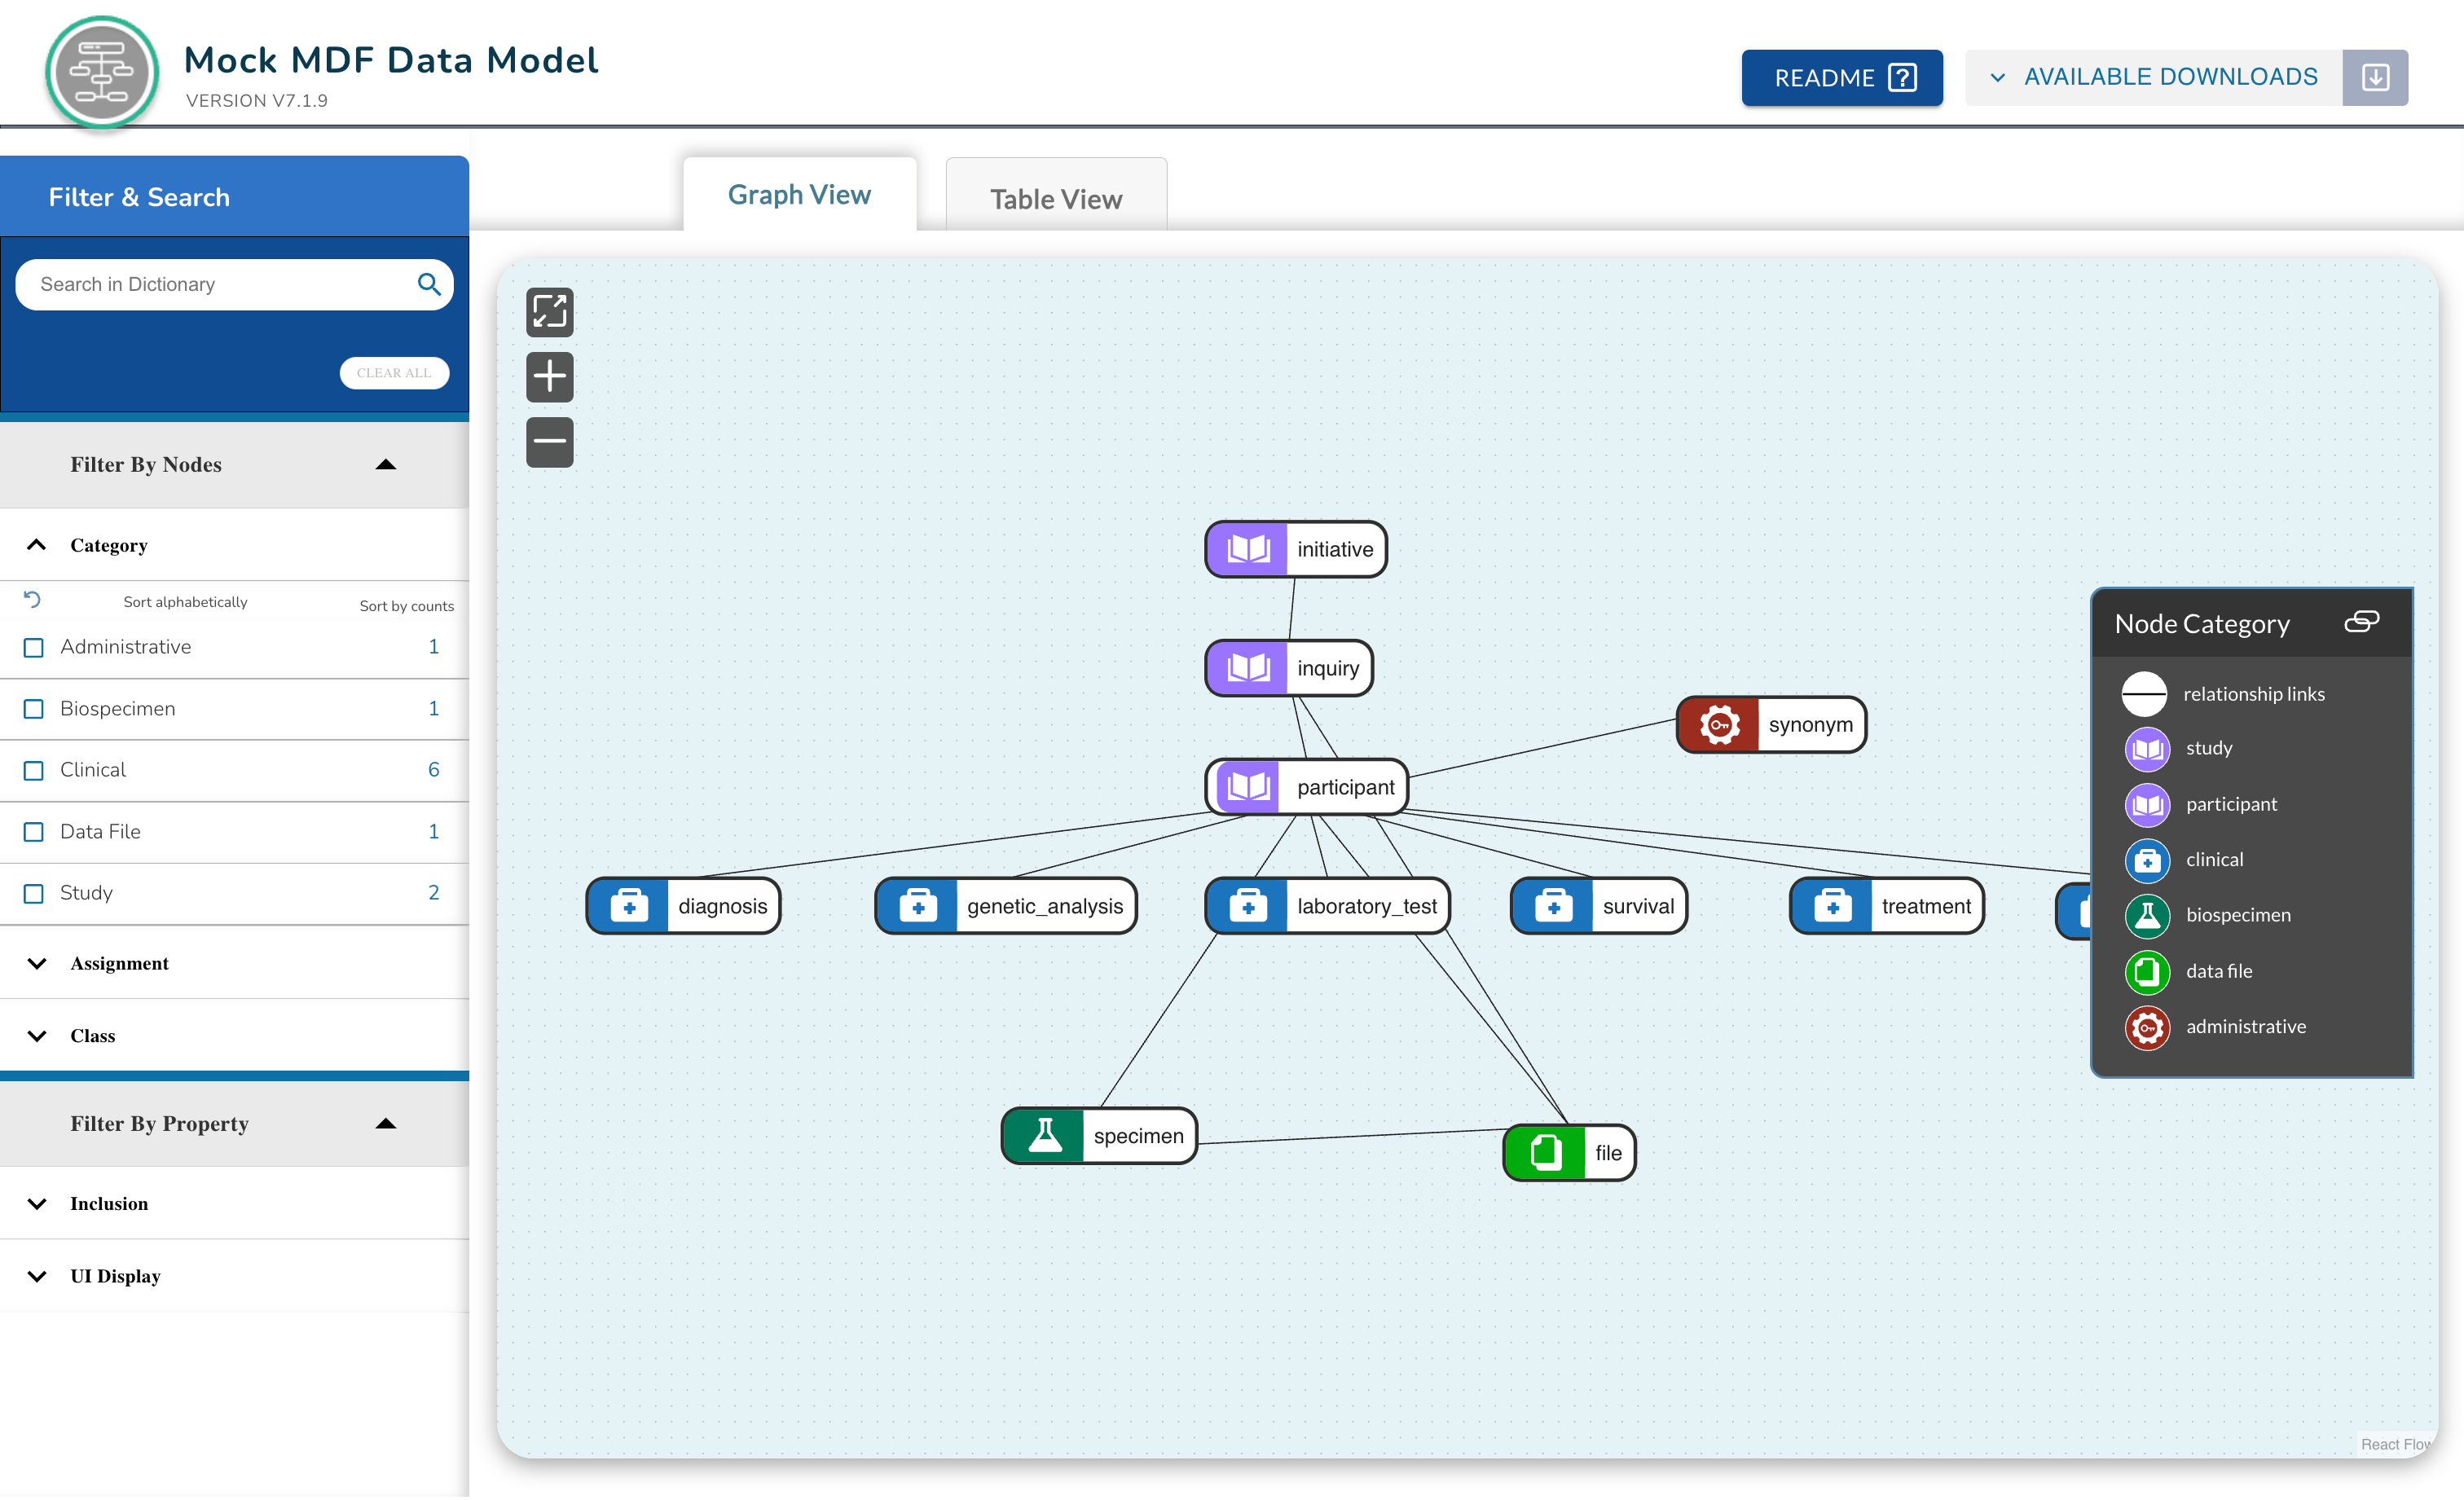 Mock MDF Data Model
VERSION V7.1.9
README
AVAILABLE DOWNLOADS
Filter & Search
Search in Dictionary
CLEAR ALL
Filter By Nodes
Category
Sort alphabetically
Sort by counts
Administrative 1
Biospecimen 1
Clinical 6
Data File 1
Study 2
Assignment
Class
Filter By Property
Inclusion
UI Display
Graph View
Table View
initiative
inquiry
synonym
participant
diagnosis
genetic_analysis
laboratory_test
survival
treatment
specimen
file
Node Category
relationship links
study
participant
clinical
biospecimen
data file
administrative
React Flow